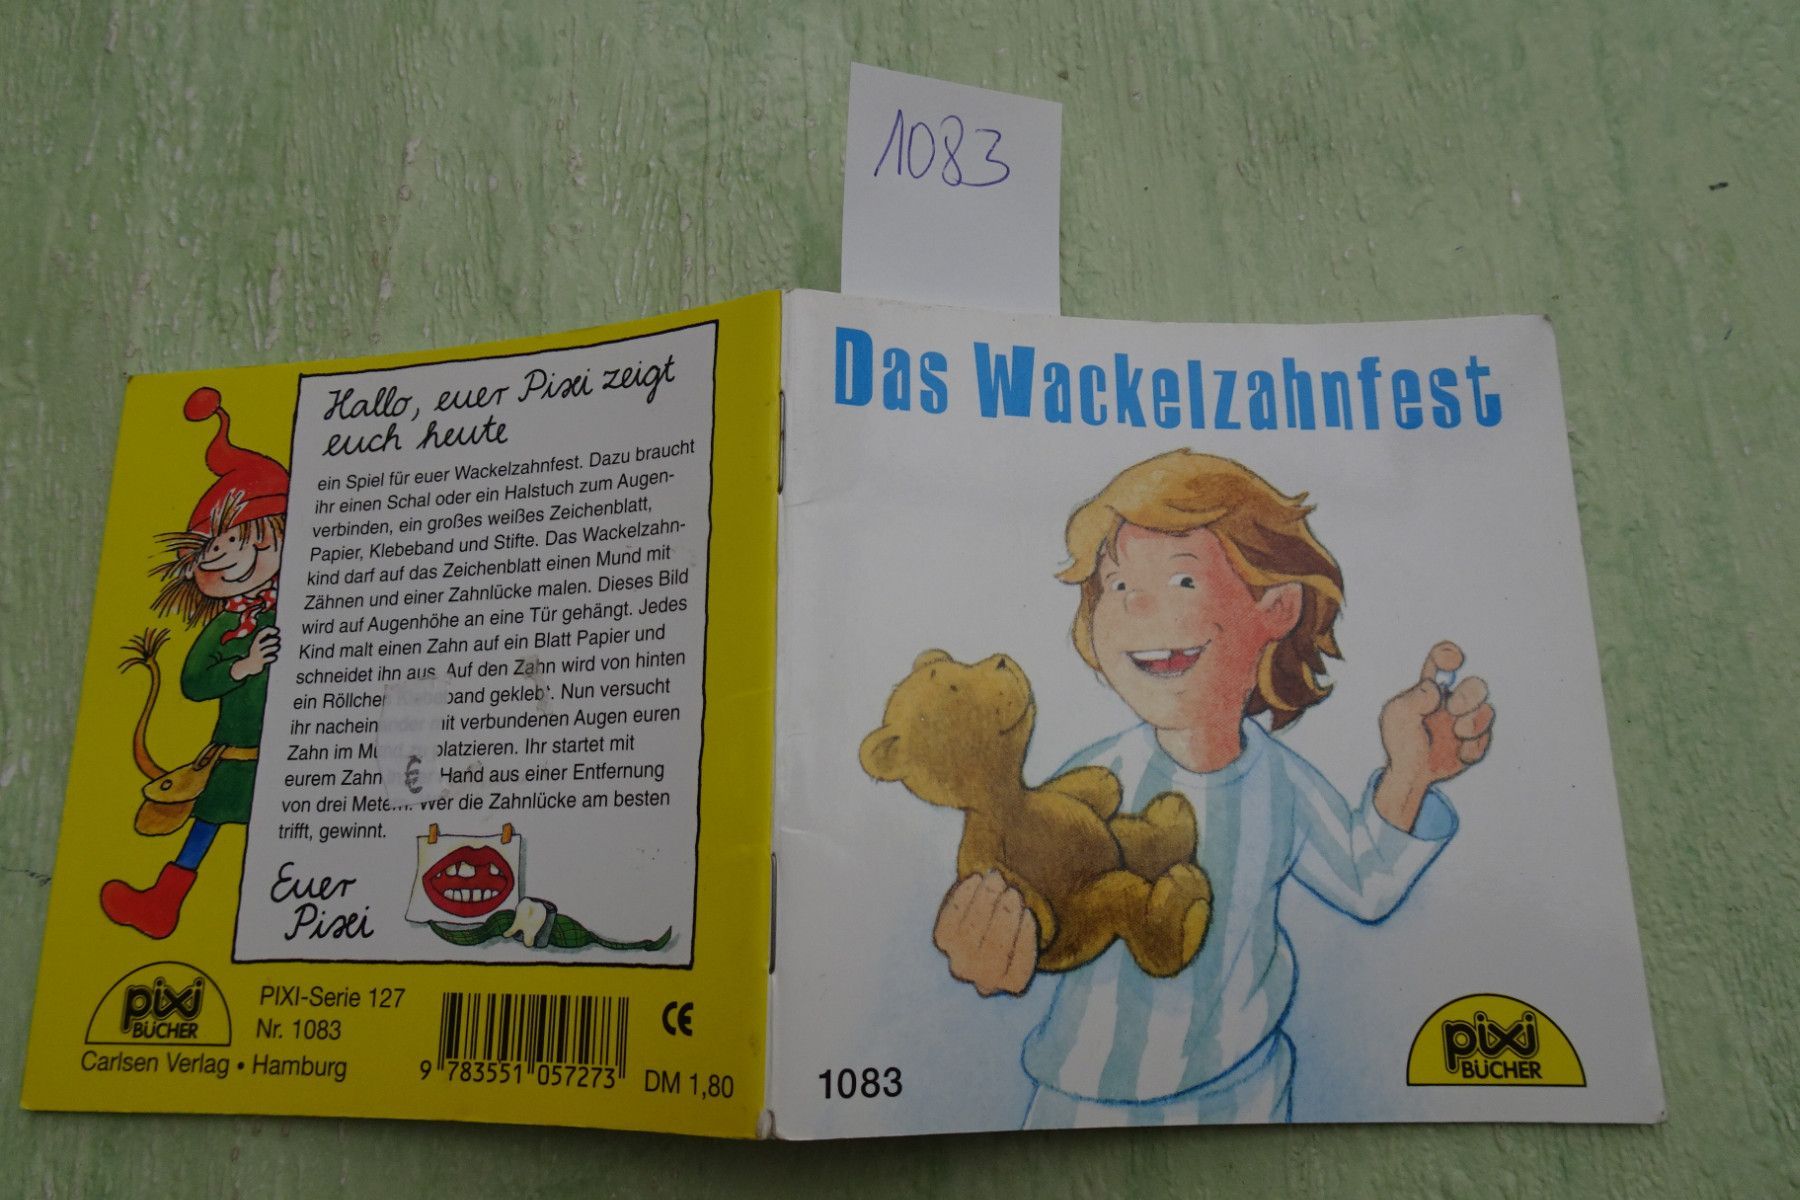 1083
Hallo, euer Pixi zeigt
euch heute
ein Spiel für euer Wackelzahnfest. Dazu braucht
ihr einen Schal oder ein Halstuch zum Augen-
verbinden, ein großes weißes Zeichenblatt,
Papier, Klebeband und Stifte. Das Wackelzahn-
kind darf auf das Zeichenblatt einen Mund mit
Zähnen und einer Zahnlücke malen. Dieses Bild
wird auf Augenhöhe an eine Tür gehängt. Jedes
Kind malt einen Zahn auf ein Blatt Papier und
schneidet ihn aus. Auf den Zahn wird von hinten
ein Röllchen Klebeband geklebt. Nun versucht
ihr nacheinander mit verbundenen Augen euren
Zahn im Mund zu platzieren. Ihr startet mit
eurem Zahn Hand aus einer Entfernung
von drei Metern. Wer die Zahnlücke am besten
trifft, gewinnt.
Euer
Pixi
pixi
BÜCHER
PIXI-Serie 127
Nr. 1083
Carlsen Verlag • Hamburg
9 783551 057273
CE
DM 1,80
Das Wackelzahnfest
1083
pixi
BÜCHER